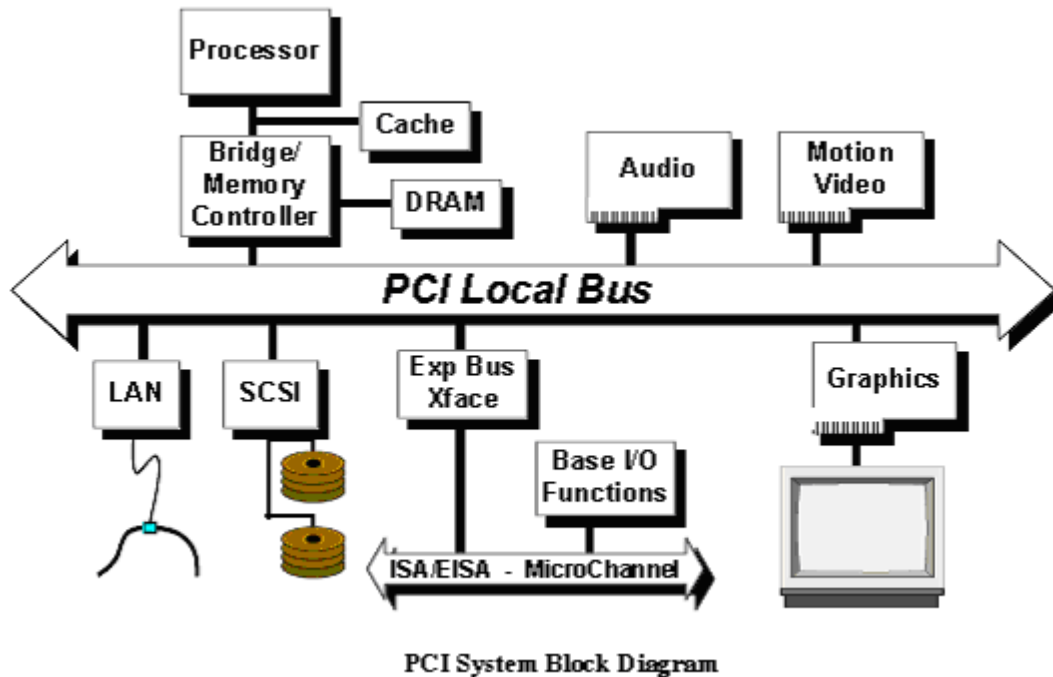 Processor
Cache
Bridge/
Memory
Controller
DRAM
Audio
Motion
Video
PCI Local Bus
LAN
SCSI
Exp Bus
Xface
Graphics
Base I/O
Functions
ISA/EISA - MicroChannel
PCI System Block Diagram